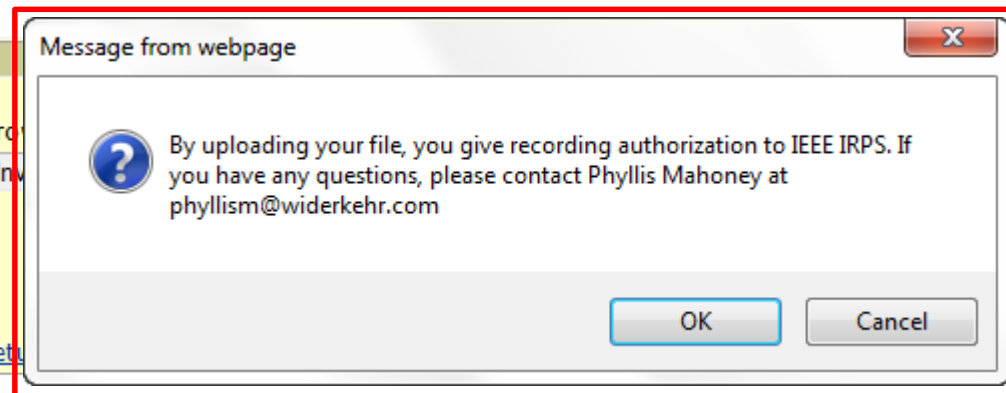 Message from webpage
By uploading your file, you give recording authorization to IEEE IRPS. If
you have any questions, please contact Phyllis Mahoney at
phyllism@widerkehr.com
OK
Cancel